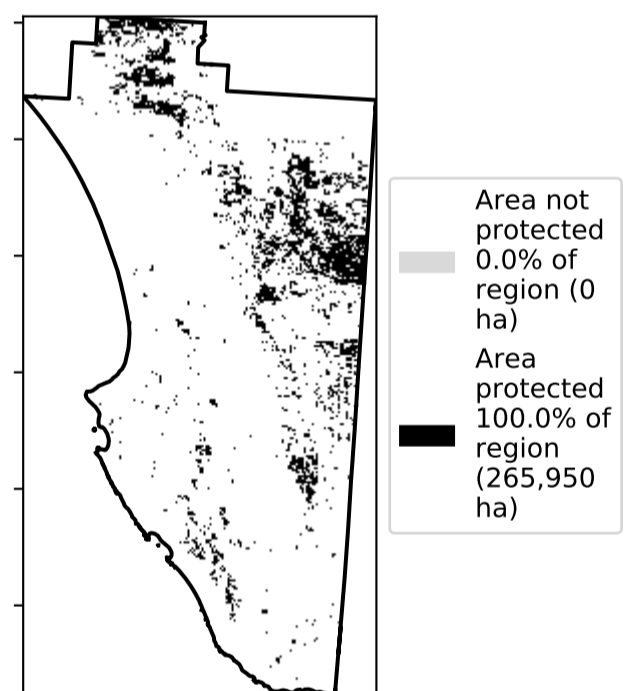 Area not
protected
0.0% of
region (0
ha)
Area
protected
100.0% of
region
(265,950
ha)